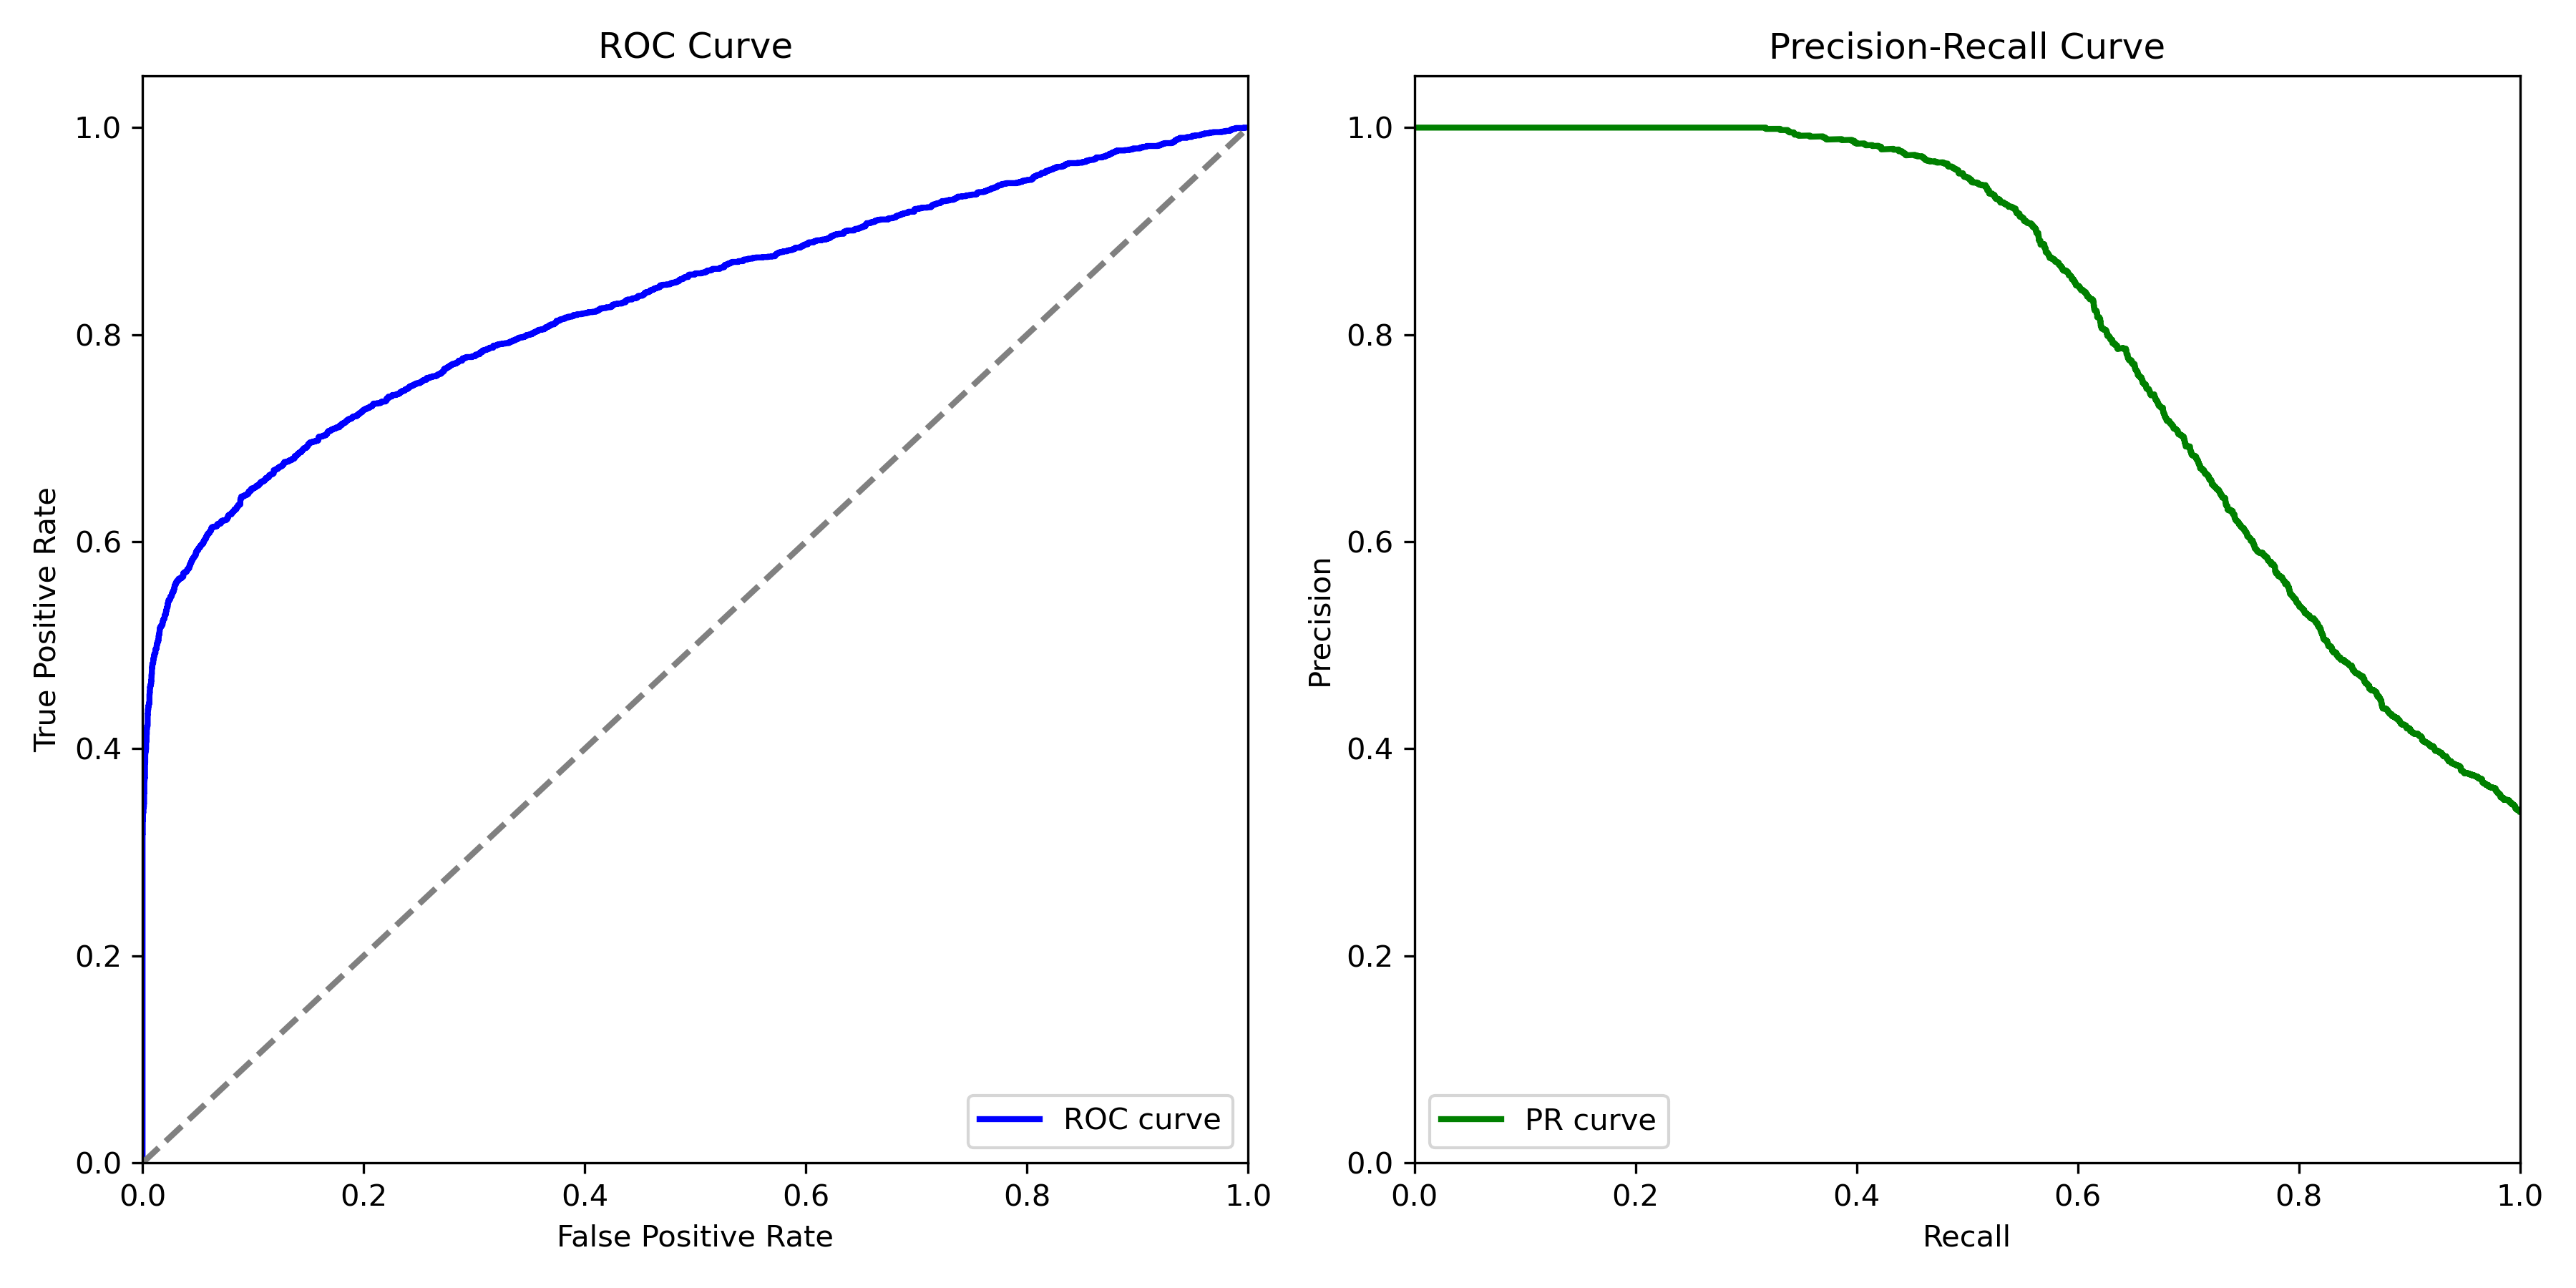 ROC Curve
1.0
0.8
0.6
0.4
0.2
0.0
True Positive Rate
0.0 0.2 0.4 0.6 0.8 1.0
False Positive Rate
ROC curve
Precision-Recall Curve
1.0
0.8
0.6
0.4
0.2
0.0
Precision
0.0 0.2 0.4 0.6 0.8 1.0
Recall
PR curve